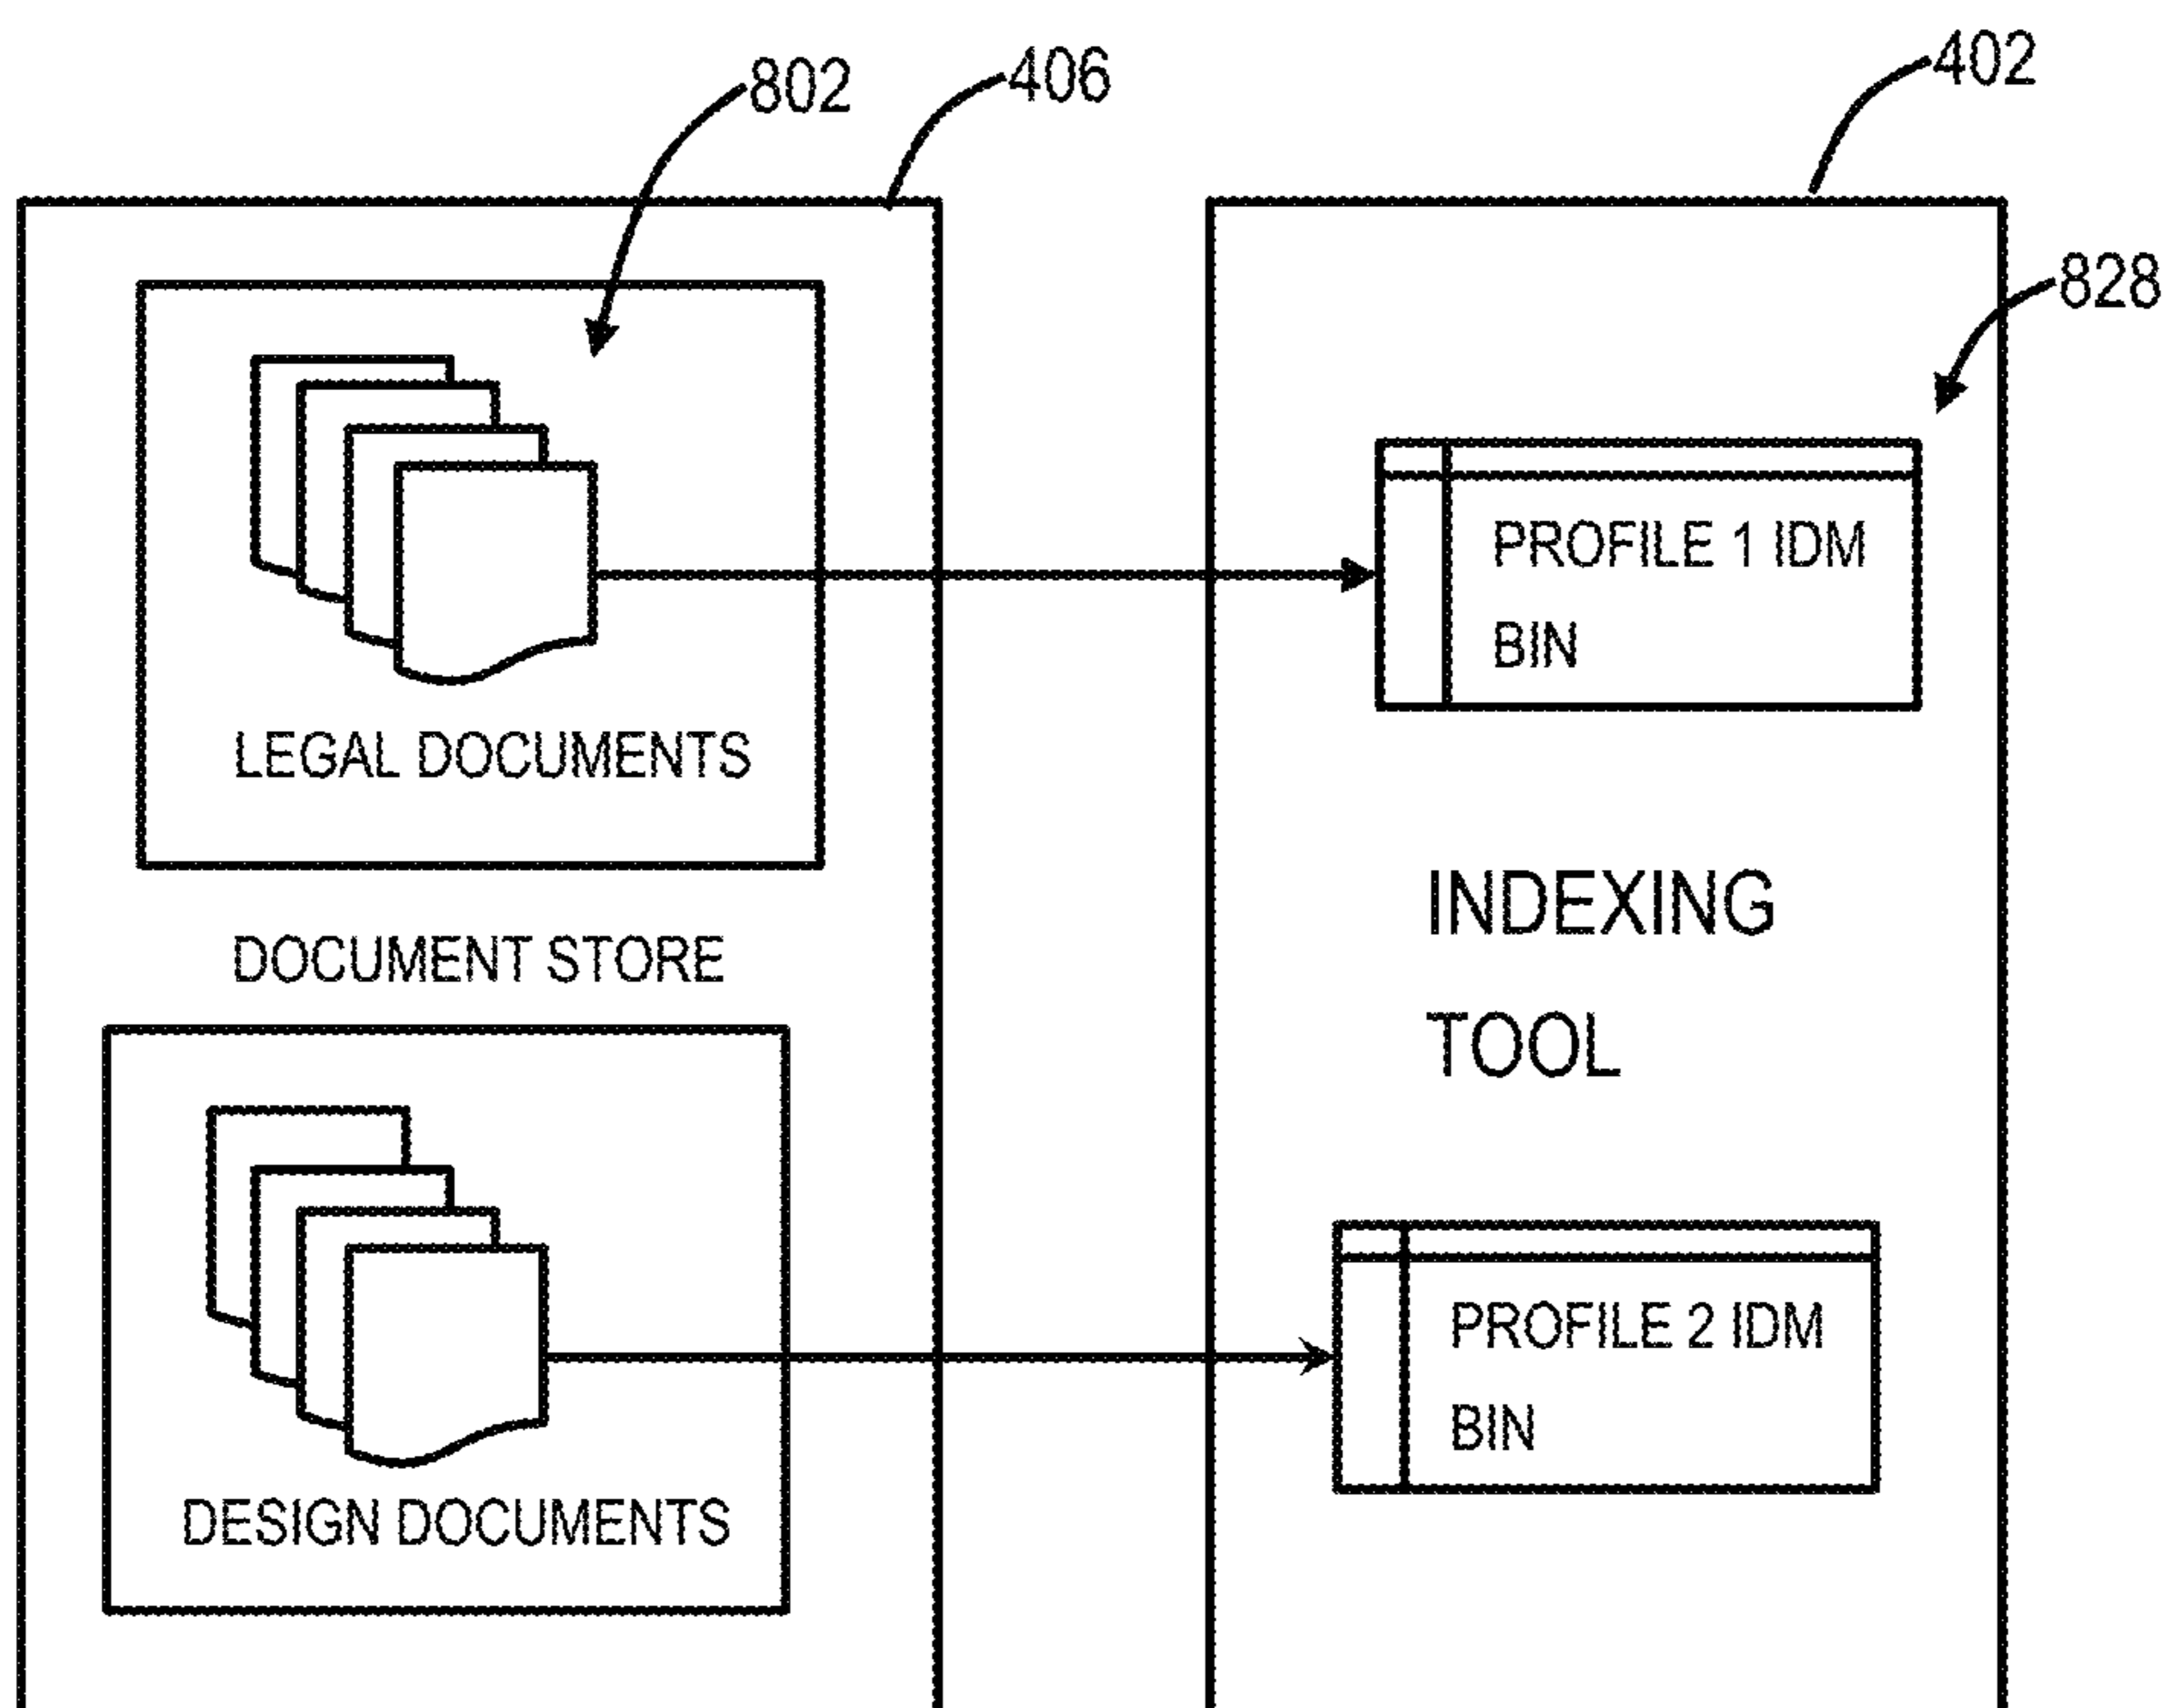 802
406
402
828
PROFILE 1 IDM
BIN
LEGAL DOCUMENTS
INDEXING
DOCUMENT STORE
TOOL
PROFILE 2 IDM
BIN
DESIGN DOCUMENTS